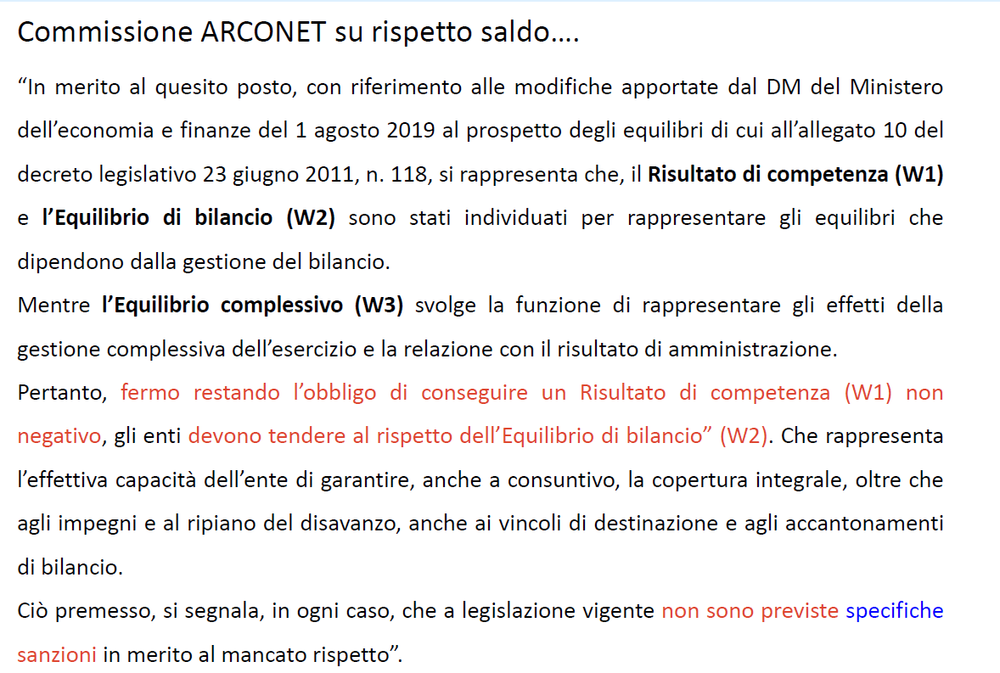 Commissione ARCONET su rispetto saldo….
“In merito al quesito posto, con riferimento alle modifiche apportate dal DM del Ministero
dell’economia e finanze del 1 agosto 2019 al prospetto degli equilibri di cui all’allegato 10 del
decreto legislativo 23 giugno 2011, n. 118, si rappresenta che, il Risultato di competenza (W1)
e l’Equilibrio di bilancio (W2) sono stati individuati per rappresentare gli equilibri che
dipendono dalla gestione del bilancio.
Mentre l’Equilibrio complessivo (W3) svolge la funzione di rappresentare gli effetti della
gestione complessiva dell’esercizio e la relazione con il risultato di amministrazione.
Pertanto, fermo restando l’obbligo di conseguire un Risultato di competenza (W1) non
negativo, gli enti devono tendere al rispetto dell’Equilibrio di bilancio” (W2). Che rappresenta
l’effettiva capacità dell’ente di garantire, anche a consuntivo, la copertura integrale, oltre che
agli impegni e al ripiano del disavanzo, anche ai vincoli di destinazione e agli accantonamenti
di bilancio.
Ciò premesso, si segnala, in ogni caso, che a legislazione vigente non sono previste specifiche
sanzioni in merito al mancato rispetto”.